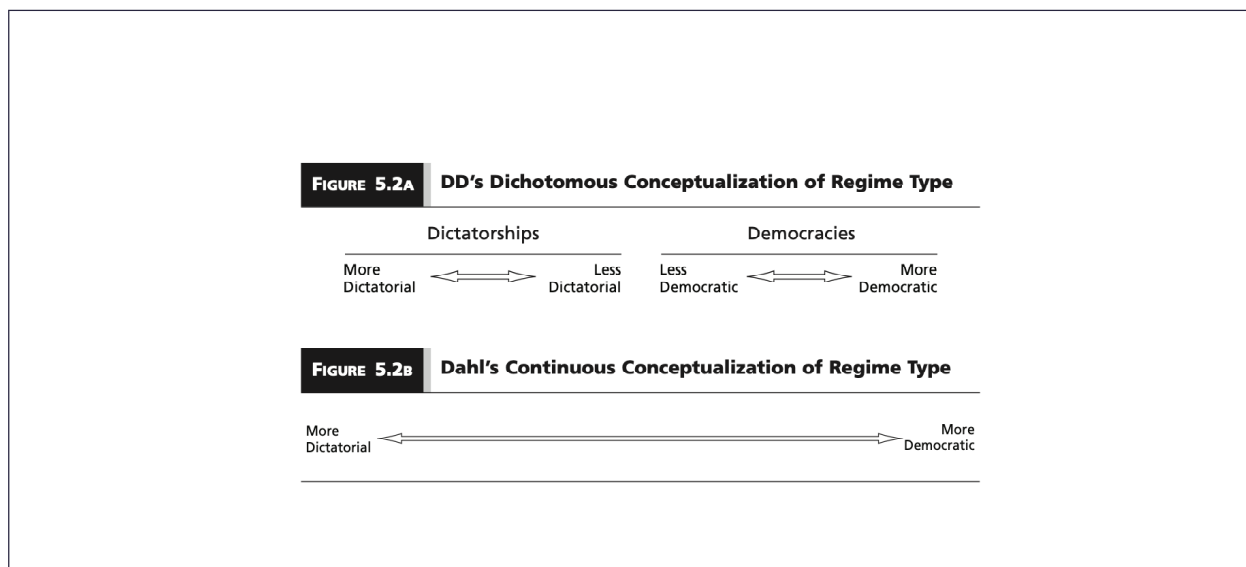 FIGURE 5.2A DD's Dichotomous Conceptualization of Regime Type
Dictatorships Democracies
More Less Less More
Dictatorial Dictatorial Democratic Democratic
FIGURE 5.2B Dahl's Continuous Conceptualization of Regime Type
More More
Dictatorial Democratic